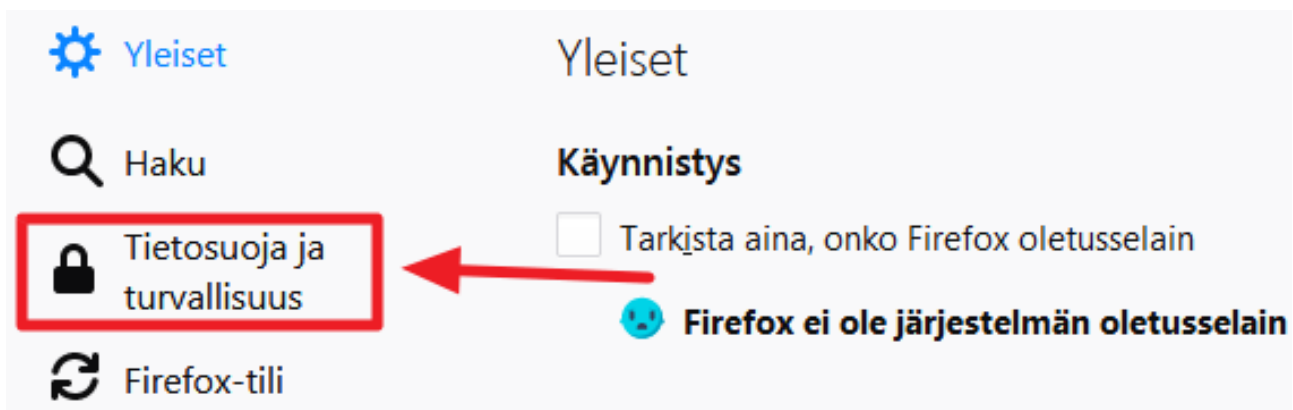 Yleiset
Haku
Tietosuoja ja
turvallisuus
Firefox-tili
Yleiset
Käynnistys
Tarkista aina, onko Firefox oletusselain
Firefox ei ole järjestelmän oletusselain